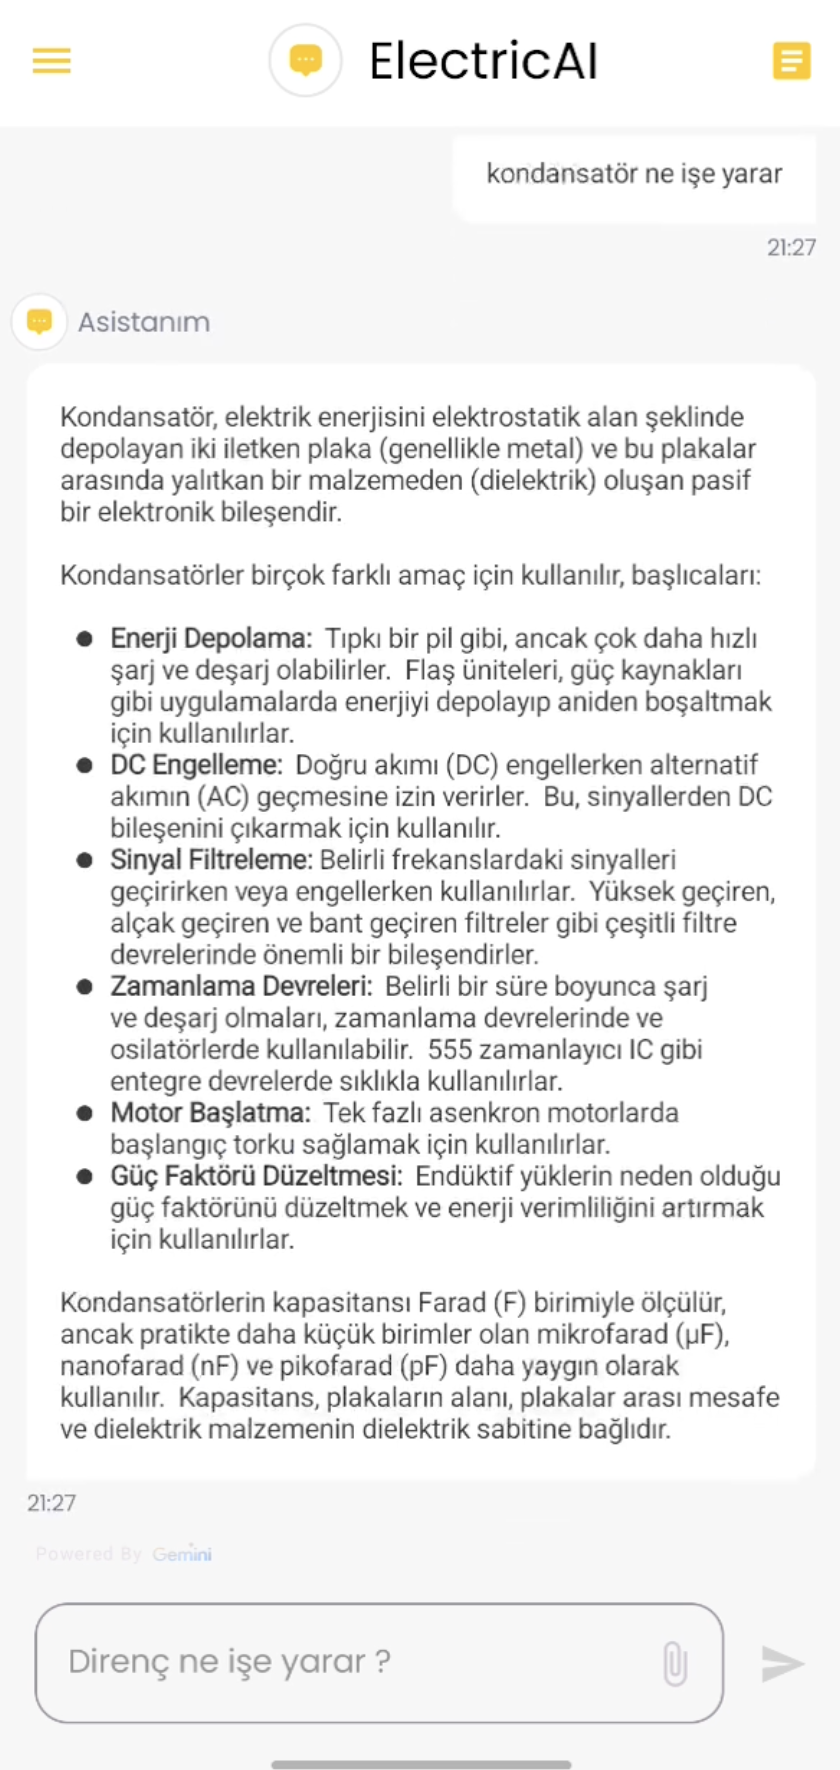 ElectricAI
kondansatör ne işe yarar
21:27
Asistanım
Kondansatör, elektrik enerjisini elektrostatik alan şeklinde
depolayan iki iletken plaka (genellikle metal) ve bu plakalar
arasında yalıtkan bir malzemeden (dielektrik) oluşan pasif
bir elektronik bileşendir.
Kondansatörler birçok farklı amaç için kullanılır, başlıcaları:
● Enerji Depolama: Tıpkı bir pil gibi, ancak çok daha hızlı
şarj ve deşarj olabilirler. Flaş üniteleri, güç kaynakları
gibi uygulamalarda enerjiyi depolayıp aniden boşaltmak
için kullanılırlar.
● DC Engelleme: Doğru akımı (DC) engellerken alternatif
akımın (AC) geçmesine izin verirler. Bu, sinyallerden DC
bileşenini çıkarmak için kullanılır.
● Sinyal Filtreleme: Belirli frekanslardaki sinyalleri
geçirirken veya engellerken kullanılırlar. Yüksek geçiren,
alçak geçiren ve bant geçiren filtreler gibi çeşitli filtre
devrelerinde önemli bir bileşendirler.
● Zamanlama Devreleri: Belirli bir süre boyunca şarj
ve deşarj olmaları, zamanlama devrelerinde ve
osilatörlerde kullanılabilir. 555 zamanlayıcı IC gibi
entegre devrelerde sıklıkla kullanılırlar.
● Motor Başlatma: Tek fazlı asenkron motorlarda
başlangıç torku sağlamak için kullanılırlar.
● Güç Faktörü Düzeltmesi: Endüktif yüklerin neden olduğu
güç faktörünü düzeltmek ve enerji verimliliğini artırmak
için kullanılırlar.
Kondansatörlerin kapasitansı Farad (F) birimiyle ölçülür,
ancak pratikte daha küçük birimler olan mikrofarad (µF),
nanofarad (nF) ve pikofarad (pF) daha yaygın olarak
kullanılır. Kapasitans, plakaların alanı, plakalar arası mesafe
ve dielektrik malzemenin dielektrik sabitine bağlıdır.
21:27
Powered By Gemini
Direnç ne işe yarar ?